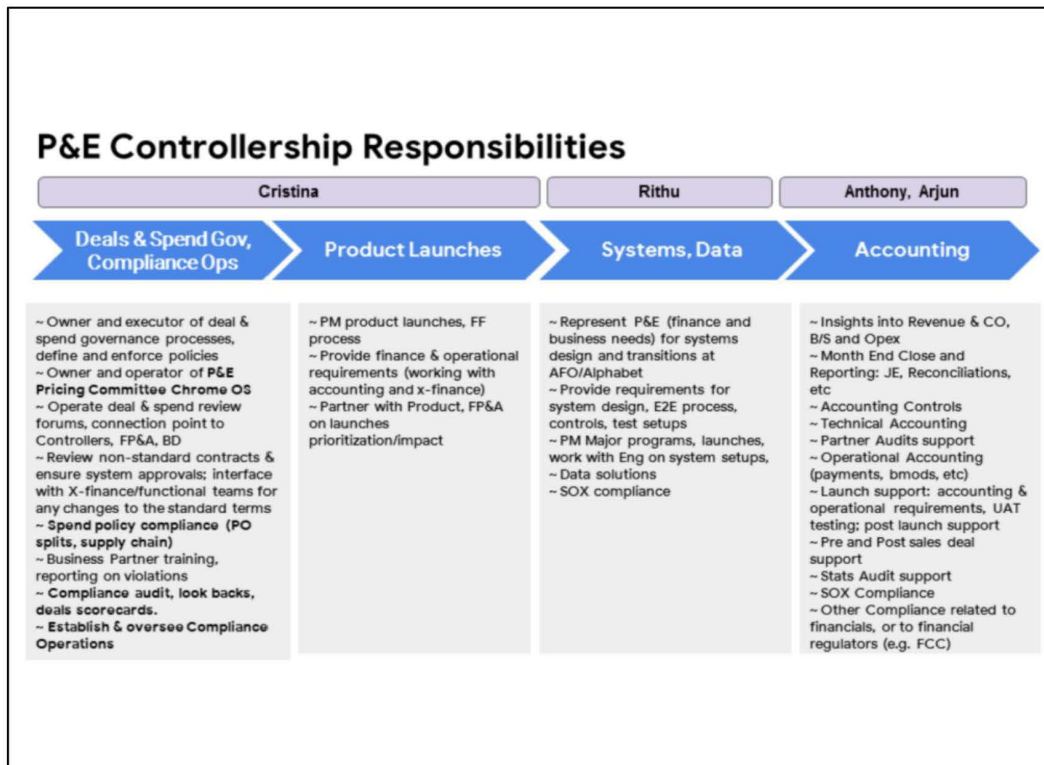 P&E Controllership Responsibilities
Cristina
Rithu
Anthony, Arjun
Deals & Spend Gov,
Compliance Ops
Product Launches
Systems, Data
Accounting
~ Owner and executor of deal &
spend governance processes,
define and enforce policies
~ Owner and operator of P&E
Pricing Committee Chrome OS
~ Operate deal & spend review
forums, connection point to
Controllers, FP&A, BD
~ Review non-standard contracts &
ensure system approvals; interface
with X-finance/functional teams for
any changes to the standard terms
~ Spend policy compliance (PO
splits, supply chain)
~ Business Partner training,
reporting on violations
~ Compliance audit, look backs,
deals scorecards.
~ Establish & oversee Compliance
Operations
~ PM product launches, FF
process
~ Provide finance & operational
requirements (working with
accounting and x-finance)
~ Partner with Product, FP&A
on launches
prioritization/impact
~ Represent P&E (finance and
business needs) for systems
design and transitions at
AFO/Alphabet
~ Provide requirements for
system design, E2E process,
controls, test setups
~ PM Major programs, launches,
work with Eng on system setups,
~ Data solutions
~ SOX compliance
~ Insights into Revenue & CO,
B/S and Opex
~ Month End Close and
Reporting: JE, Reconciliations,
etc
~ Accounting Controls
~ Technical Accounting
~ Partner Audits support
~ Operational Accounting
(payments, bmods, etc)
~ Launch support: accounting &
operational requirements, UAT
testing; post launch support
~ Pre and Post sales deal
support
~ Stats Audit support
~ SOX Compliance
~ Other Compliance related to
financials, or to financial
regulators (e.g. FCC)